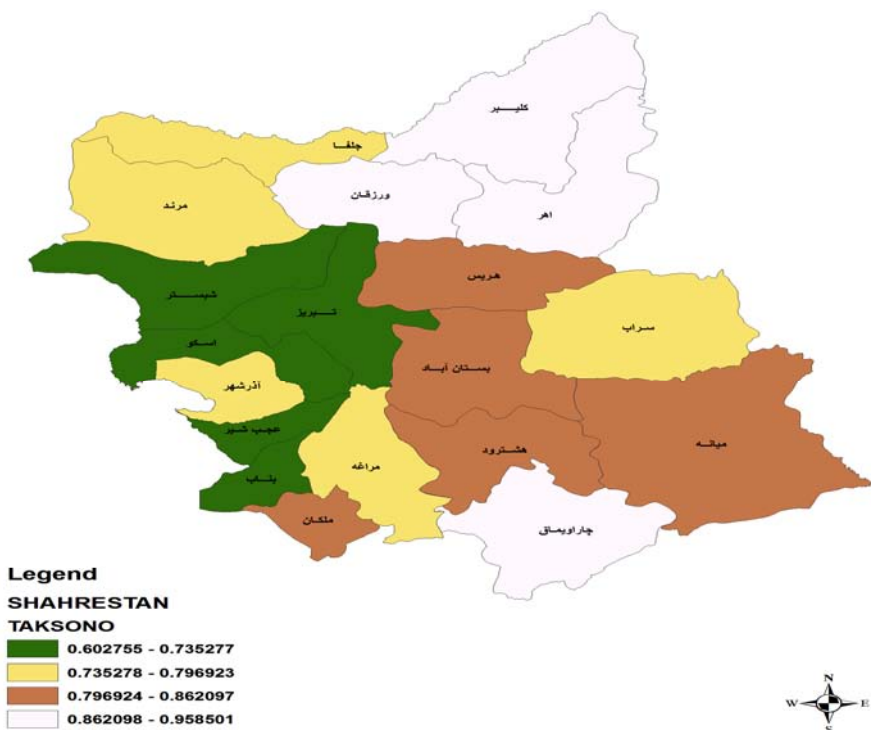 کلیبر
جلفا
ورزقان
مرند
اهر
هریس
شبستر
تبریز
سراب
اسکو
بستان آباد
آذرشهر
عجب شیر
میانه
هشترود
مراغه
بناب
ملکان
چاراویماق
Legend
SHAHRESTAN
TAKSONO
0.602755 - 0.735277
0.735278 - 0.796923
0.796924 - 0.862097
0.862098 - 0.958501
N
W E
S